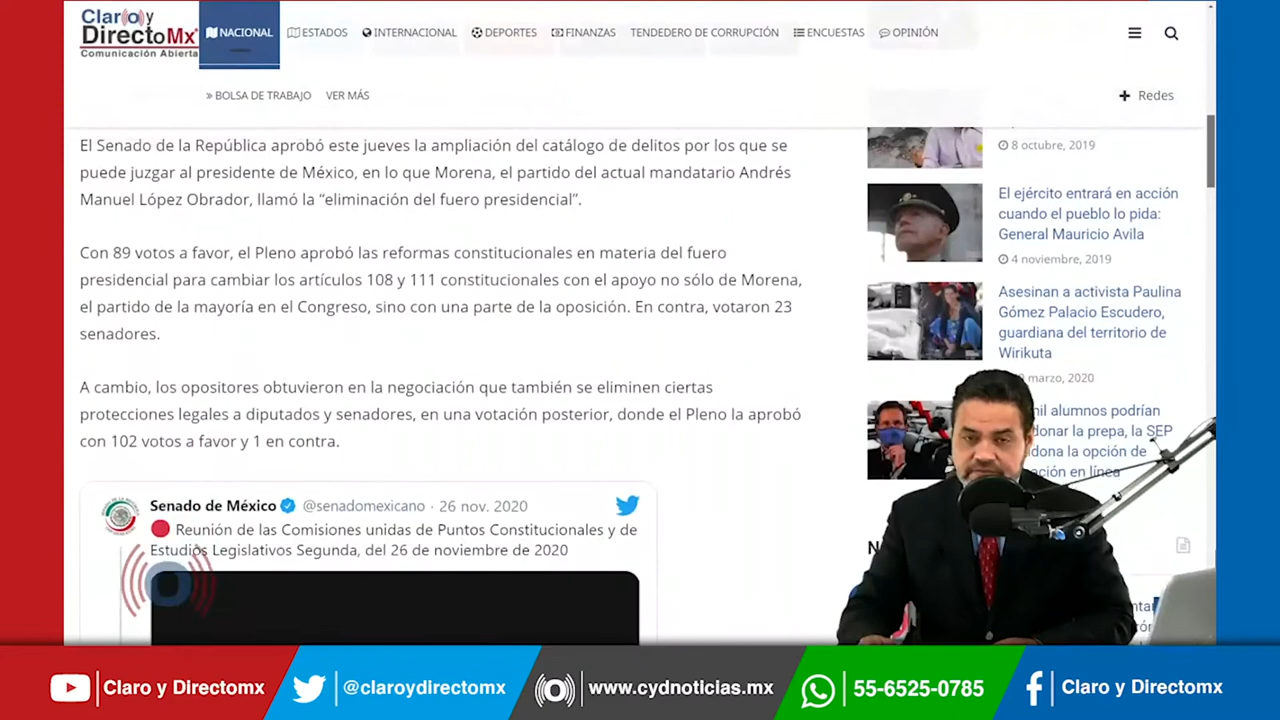 Claro y
DirectoMx
Comunicación Abierta
NACIONAL
ESTADOS
INTERNACIONAL
DEPORTES
FINANZAS
TENDEDERO DE CORRUPCIÓN
ENCUESTAS
OPINIÓN
» BOLSA DE TRABAJO
VER MÁS
+ Redes
El Senado de la República aprobó este jueves la ampliación del catálogo de delitos por los que se
puede juzgar al presidente de México, en lo que Morena, el partido del actual mandatario Andrés
Manuel López Obrador, llamó la “eliminación del fuero presidencial”.
Con 89 votos a favor, el Pleno aprobó las reformas constitucionales en materia del fuero
presidencial para cambiar los artículos 108 y 111 constitucionales con el apoyo no sólo de Morena,
el partido de la mayoría en el Congreso, sino con una parte de la oposición. En contra, votaron 23
senadores.
A cambio, los opositores obtuvieron en la negociación que también se eliminen ciertas
protecciones legales a diputados y senadores, en una votación posterior, donde el Pleno la aprobó
con 102 votos a favor y 1 en contra.
Senado de México @senadomexicano · 26 nov. 2020
Reunión de las Comisiones unidas de Puntos Constitucionales y de
Estudios Legislativos Segunda, del 26 de noviembre de 2020
8 octubre, 2019
El ejército entrará en acción
cuando el pueblo lo pida:
General Mauricio Avila
4 noviembre, 2019
Asesinan a activista Paulina
Gómez Palacio Escudero,
guardiana del territorio de
Wirikuta
marzo, 2020
alumnos podrían
la prepa, la SEP
la opción de
en línea
Claro y Directomx
@claroydirectomx
www.cydnoticias.mx
55-6525-0785
Claro y Directomx